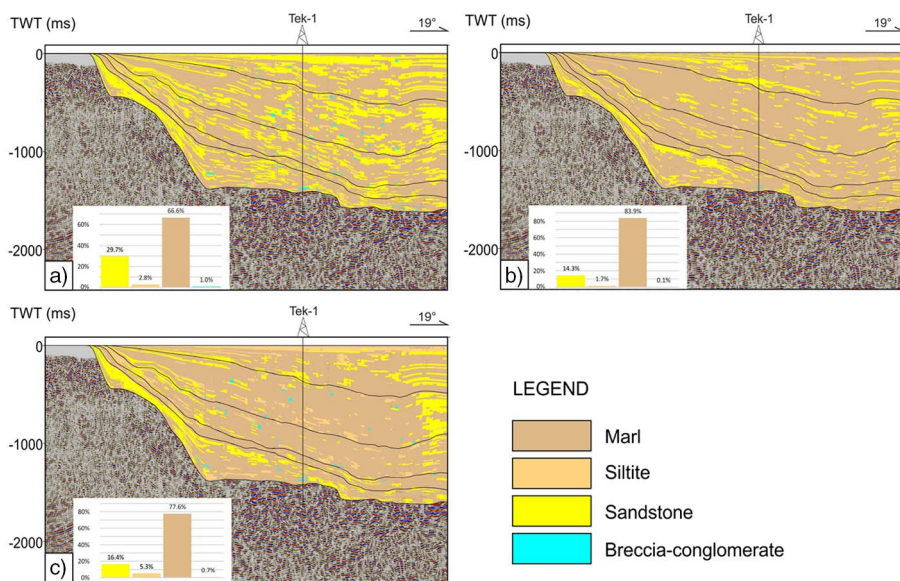 TWT (ms)
Tek-1
19°
0
-1000
-2000
60%
40%
20%
0%
29.7%
2.8%
66.6%
1.0%
a)
TWT (ms)
Tek-1
19°
0
-1000
-2000
80%
60%
40%
20%
0%
14.3%
1.7%
83.9%
0.1%
b)
TWT (ms)
Tek-1
19°
0
-1000
-2000
80%
60%
40%
20%
0%
16.4%
5.3%
77.6%
0.7%
c)
LEGEND
Marl
Siltite
Sandstone
Breccia-conglomerate